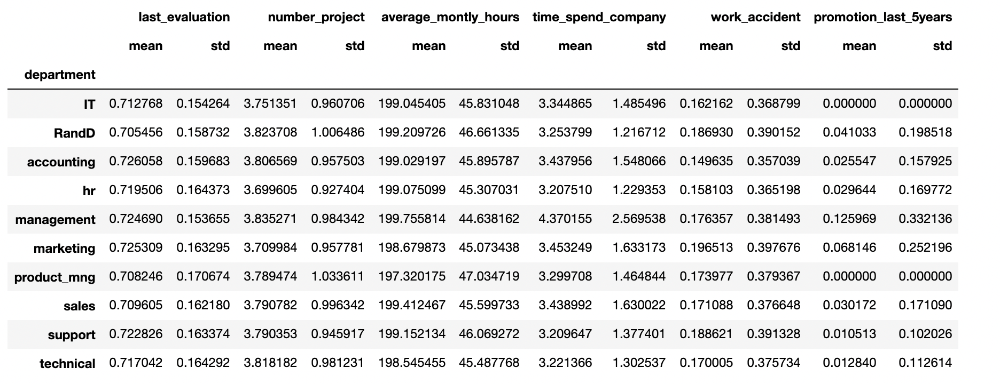 last_evaluation number_project average_montly_hours time_spend_company work_accident promotion_last_5years
mean std mean std mean std mean std mean std mean std
department
IT 0.712768 0.154264 3.751351 0.960706 199.045405 45.831048 3.344865 1.485496 0.162162 0.368799 0.000000 0.000000
RandD 0.705456 0.158732 3.823708 1.006486 199.209726 46.661335 3.253799 1.216712 0.186930 0.390152 0.041033 0.198518
accounting 0.726058 0.159683 3.806569 0.957503 199.029197 45.895787 3.437956 1.548066 0.149635 0.357039 0.025547 0.157925
hr 0.719506 0.164373 3.699605 0.927404 199.075099 45.307031 3.207510 1.229353 0.158103 0.365198 0.029644 0.169772
management 0.724690 0.153655 3.835271 0.984342 199.755814 44.638162 4.370155 2.569538 0.176357 0.381493 0.125969 0.332136
marketing 0.725309 0.163295 3.709984 0.957781 198.679873 45.073438 3.453249 1.633173 0.196513 0.397676 0.068146 0.252196
product_mng 0.708246 0.170674 3.789474 1.033611 197.320175 47.034719 3.299708 1.464844 0.173977 0.379367 0.000000 0.000000
sales 0.709605 0.162180 3.790782 0.996342 199.412467 45.599733 3.438992 1.630022 0.171088 0.376648 0.030172 0.171090
support 0.722826 0.163374 3.790353 0.945917 199.152134 46.069272 3.209647 1.377401 0.188621 0.391328 0.010513 0.102026
technical 0.717042 0.164292 3.818182 0.981231 198.545455 45.487768 3.221366 1.302537 0.170005 0.375734 0.012840 0.112614